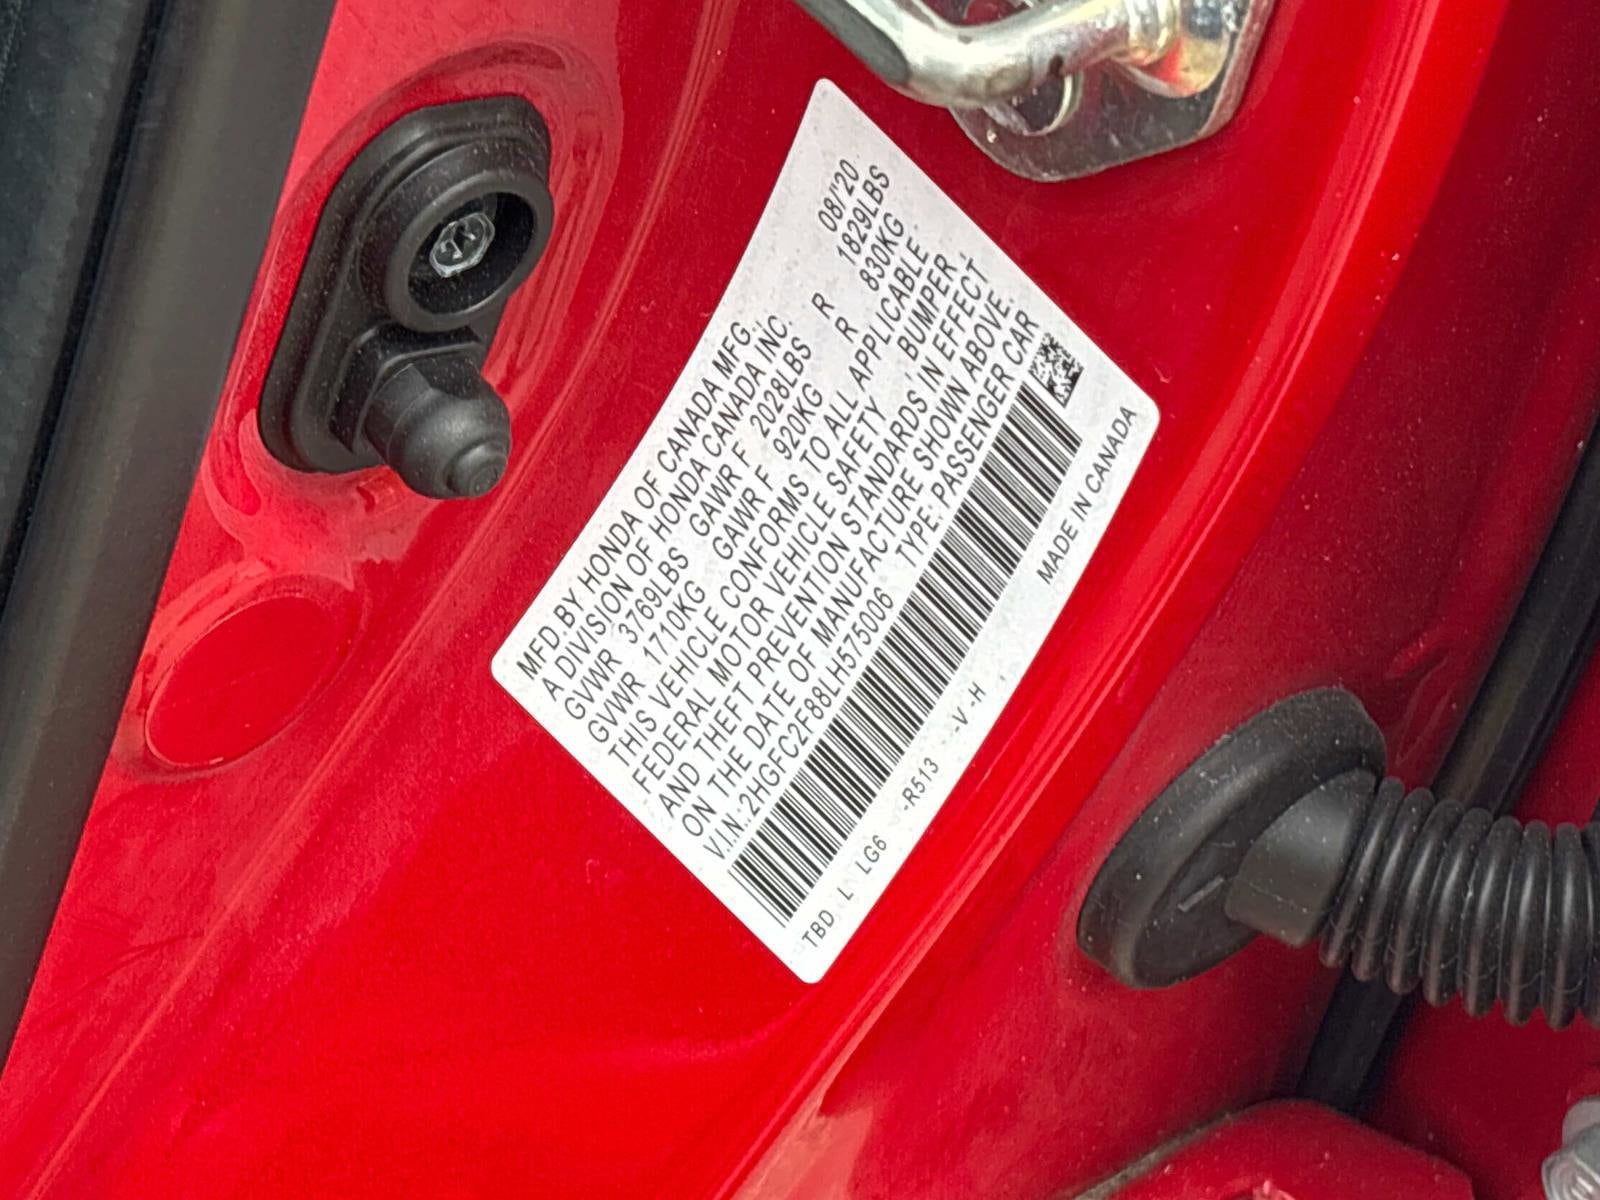 MFD.BY HONDA OF CANADA MFG. 08/'20
A DIVISION OF HONDA CANADA INC.
GVWR 3769LBS GAWR F 2028LBS R 1829LBS
GVWR 1710KG GAWR F 920KG R 830KG
THIS VEHICLE CONFORMS TO ALL APPLICABLE
FEDERAL MOTOR VEHICLE SAFETY, BUMPER,
AND THEFT PREVENTION STANDARDS IN EFFECT
ON THE DATE OF MANUFACTURE SHOWN ABOVE.
V.I.N.:2HGFC2F88LH575006 TYPE:PASSENGER CAR
TBD L LG6 -R513 -V -H MADE IN CANADA